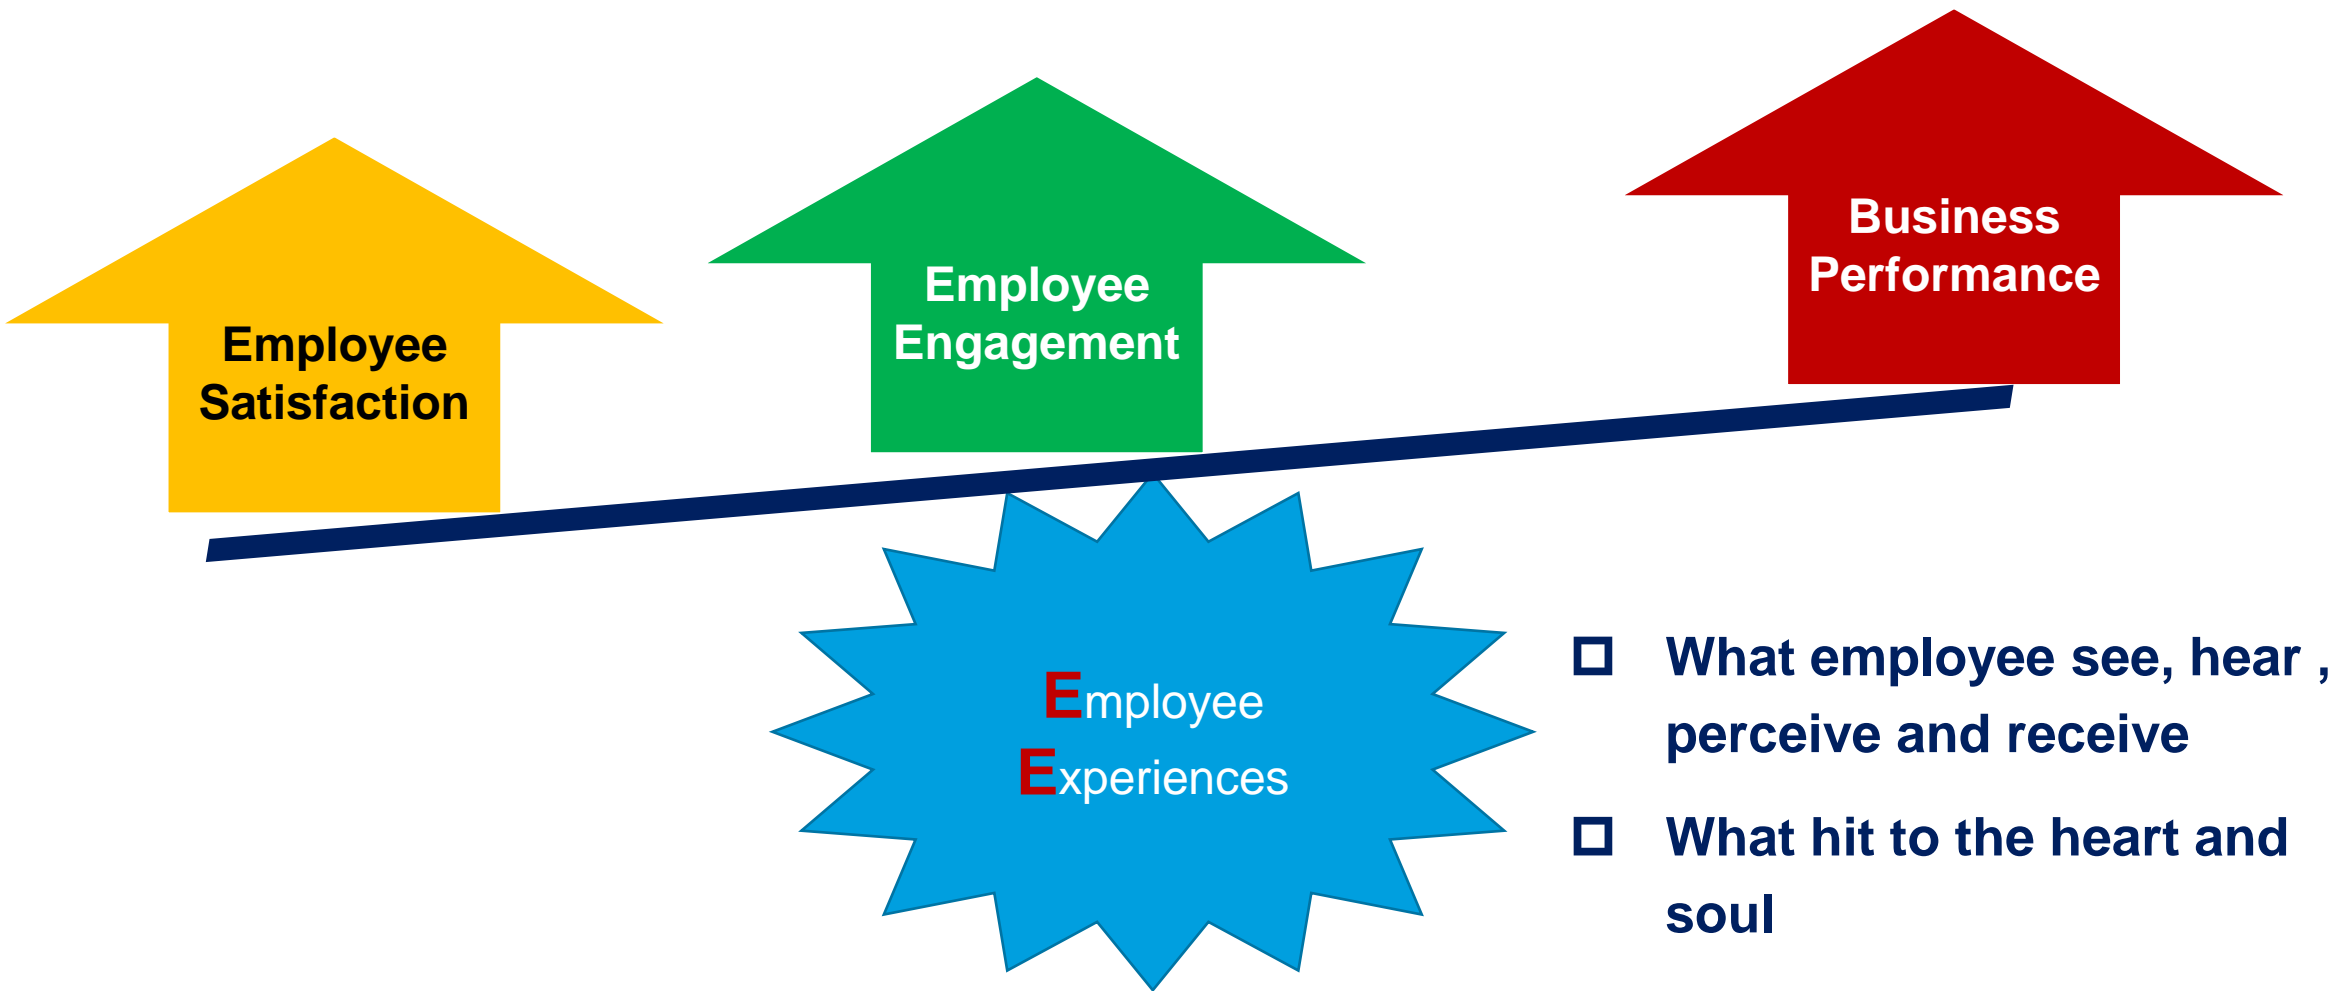 Business
Performance
Employee
Engagement
Employee
Satisfaction
Employee
Experiences
What employee see, hear ,
perceive and receive
What hit to the heart and
soul